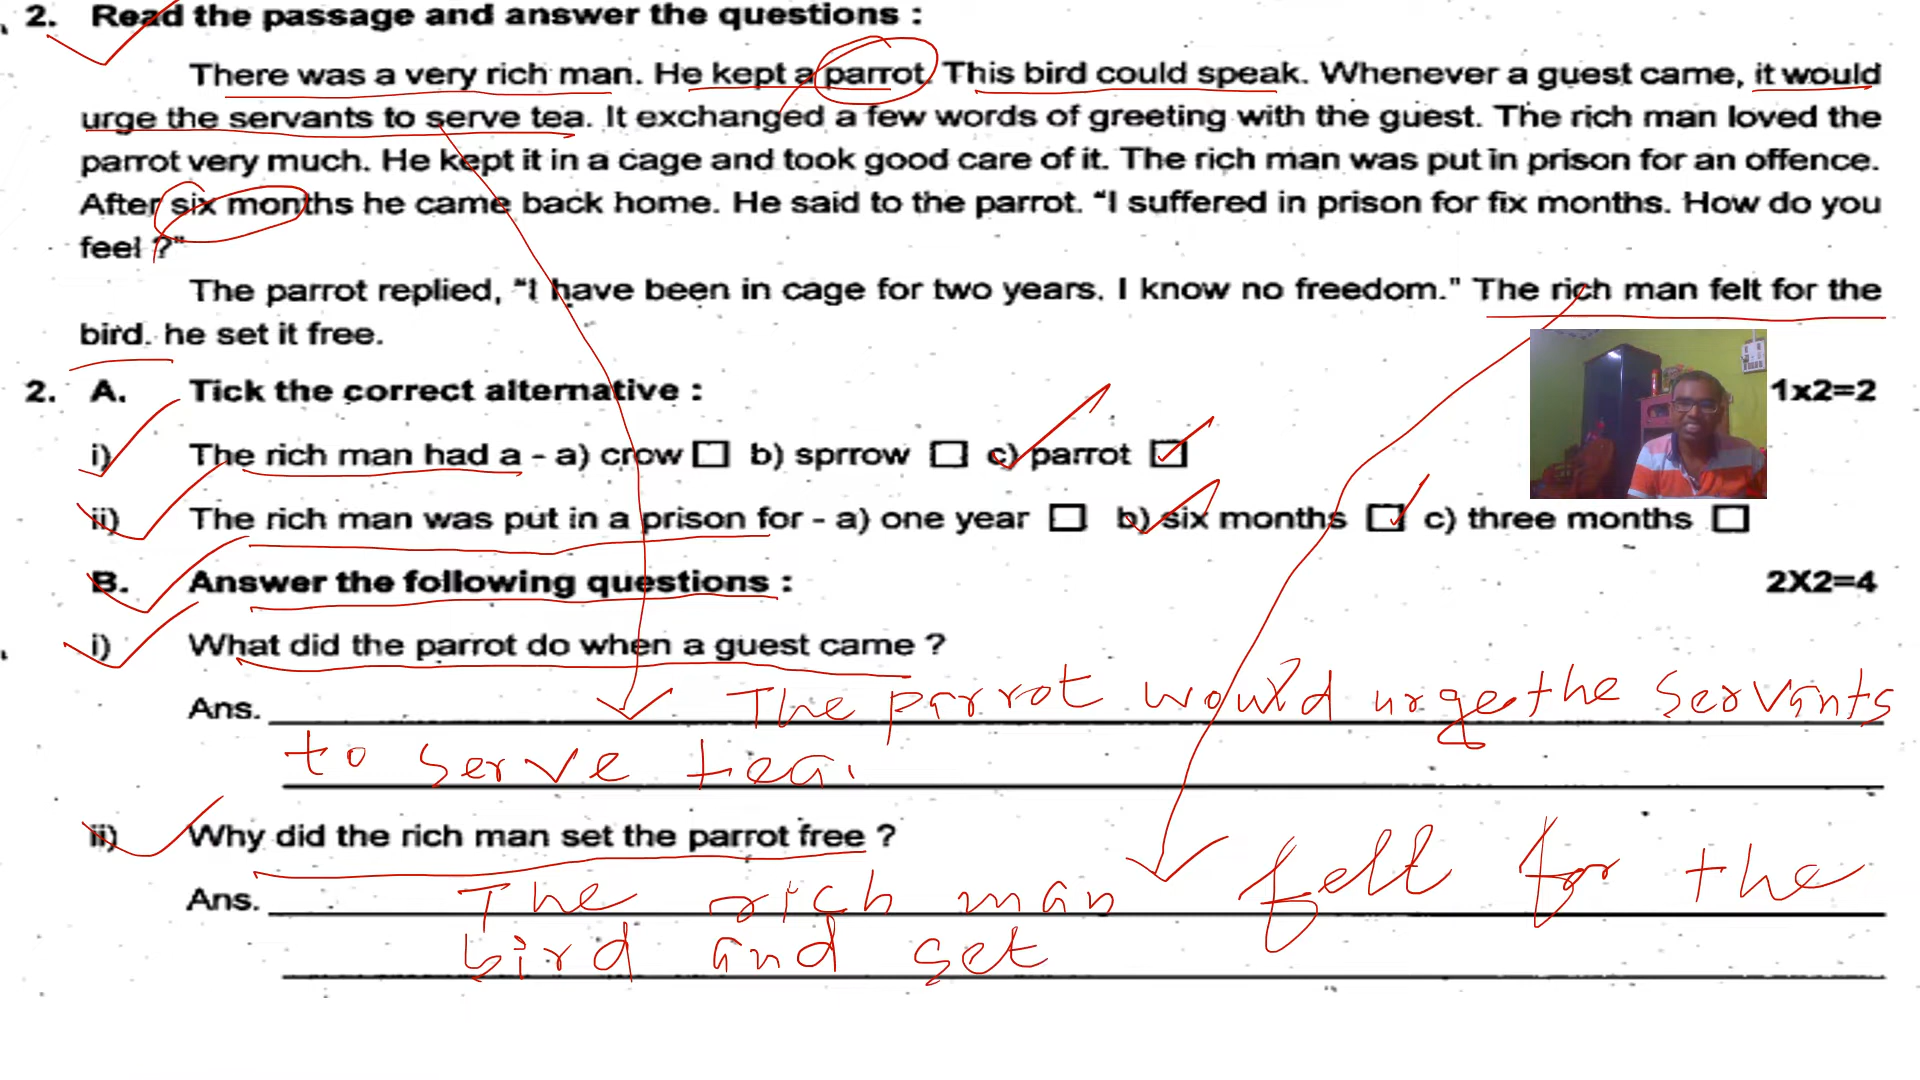 2. Read the passage and answer the questions :
There was a very rich man. He kept a parrot. This bird could speak. Whenever a guest came, it would
urge the servants to serve tea. It exchanged a few words of greeting with the guest. The rich man loved the
parrot very much. He kept it in a cage and took good care of it. The rich man was put in prison for an offence.
After six months he came back home. He said to the parrot. “I suffered in prison for fix months. How do you
feel ?”
The parrot replied, “I have been in cage for two years. I know no freedom.” The rich man felt for the
bird. he set it free.
2. A. Tick the correct alternative : 1x2=2
i) The rich man had a - a) crow b) sprrow c) parrot
ii) The rich man was put in a prison for - a) one year b) six months c) three months
B. Answer the following questions : 2X2=4
i) What did the parrot do when a guest came ?
Ans. The parrot would urge the servants
to serve tea.
ii) Why did the rich man set the parrot free ?
Ans. The rich man felt for the
bird and set